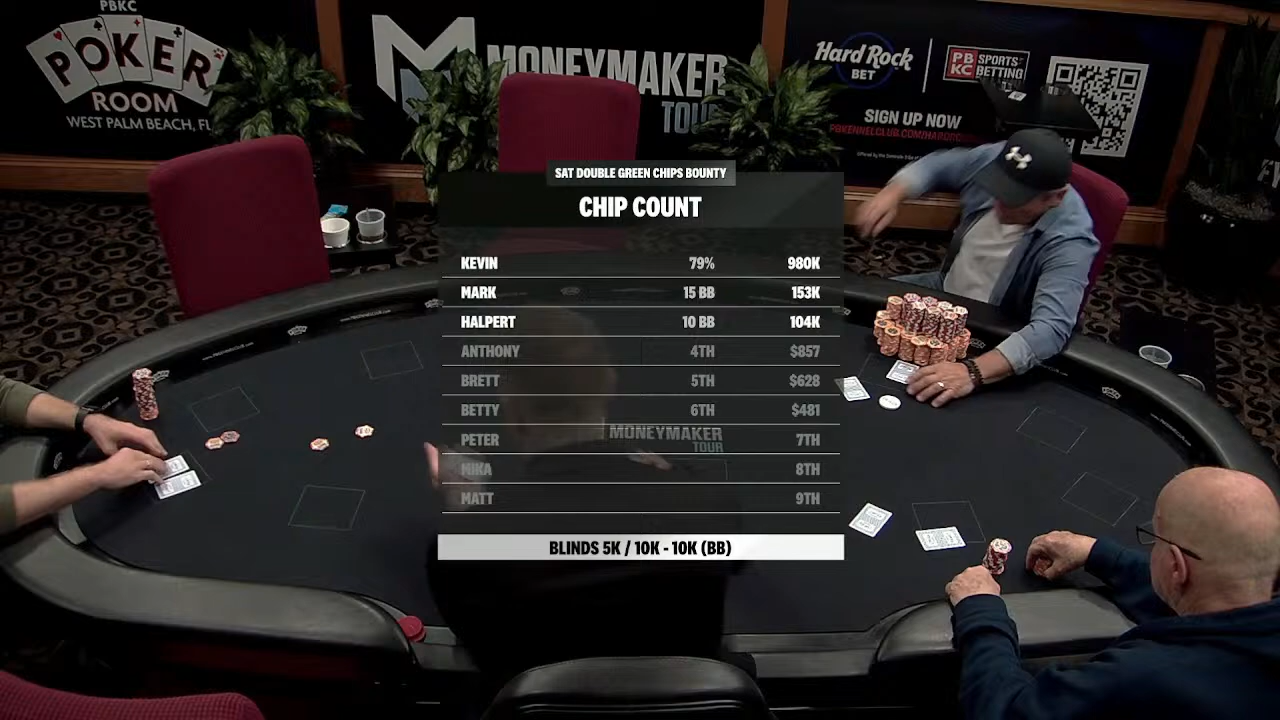 PBKC
POKER
ROOM
WEST PALM BEACH, FL
MONEYMAKER
TOUR
Hard Rock
BET
PB
KC
SPORTS
BETTING
SIGN UP NOW
SAT DOUBLE GREEN CHIPS BOUNTY
CHIP COUNT
KEVIN 79% 980K
MARK 15 BB 153K
HALPERT 10 BB 104K
ANTHONY 4TH $857
BRETT 5TH $628
BETTY 6TH $481
PETER 7TH
MIKA 8TH
MATT 9TH
MONEYMAKER
TOUR
BLINDS 5K / 10K - 10K (BB)